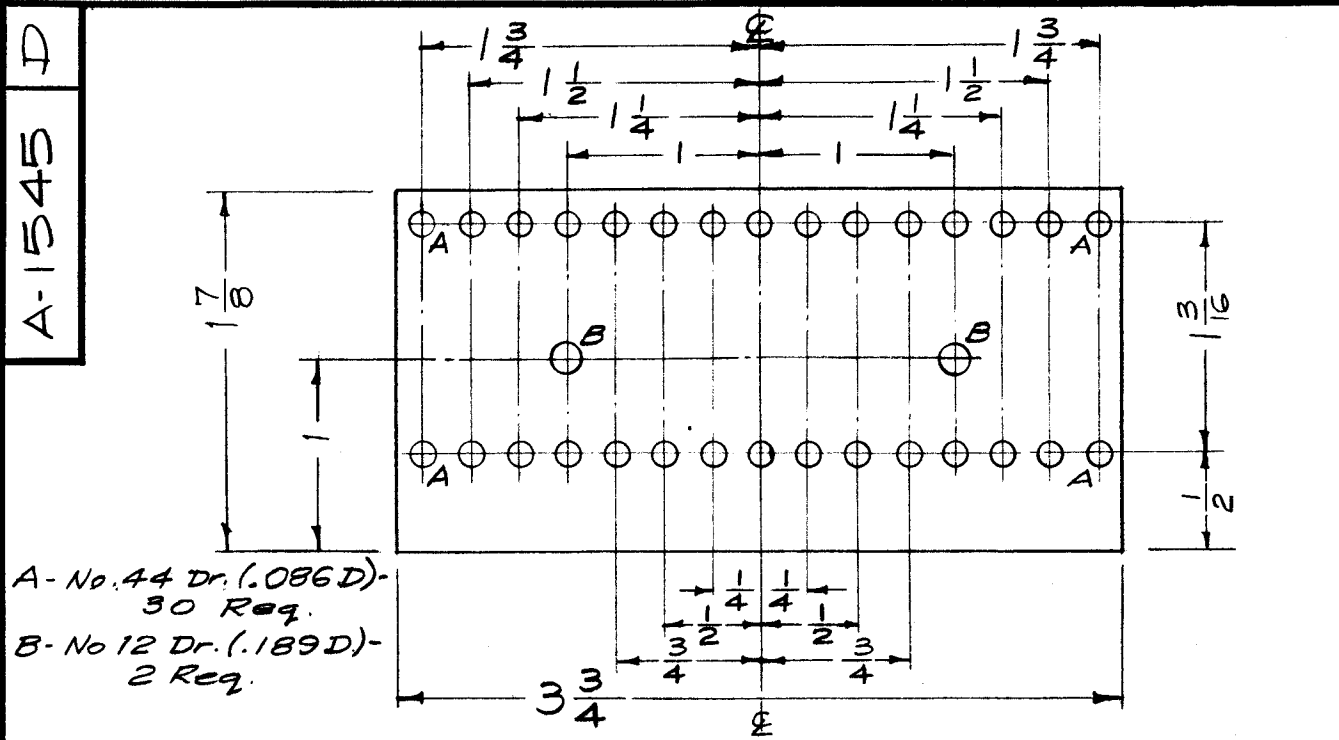 A-1545 D
℄
1 3/4 1 3/4
1 1/2 1 1/2
1 1/4 1 1/4
1 1
A A
1 7/8
B B
1 3/16
1
A A
1/2
A- No. 44 Dr. (.086 D)-
30 Req.
B- No 12 Dr. (.189 D)-
2 Req.
1/4 1/4
1/2 1/2
3/4 3/4
3 3/4
℄